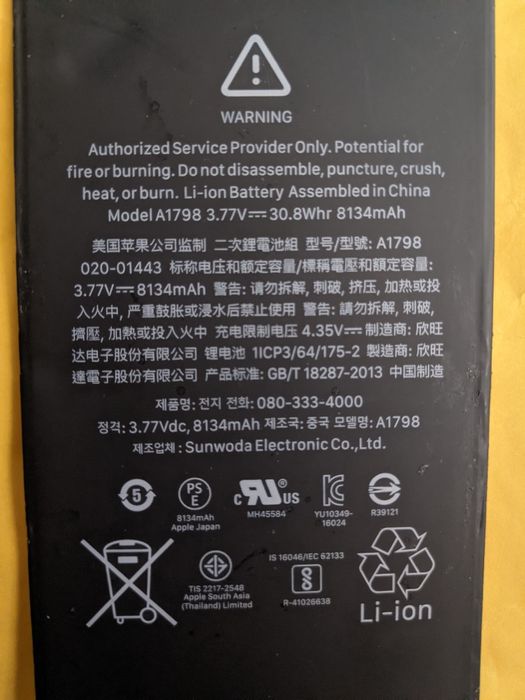 WARNING
Authorized Service Provider Only. Potential for
fire or burning. Do not disassemble, puncture, crush,
heat, or burn. Li-ion Battery Assembled in China
Model A1798 3.77V⎓30.8Whr 8134mAh
美国苹果公司监制 二次鋰電池組 型号/型號: A1798
020-01443 标称电压和额定容量/標稱電壓和額定容量:
3.77V⎓8134mAh 警告: 请勿拆解, 刺破, 挤压, 加热或投
入火中, 严重鼓胀或浸水后禁止使用 警告: 請勿拆解, 刺破,
擠壓, 加熱或投入火中 充电限制电压 4.35V⎓ 制造商: 欣旺
达电子股份有限公司 锂电池 1ICP3/64/175-2 製造商: 欣旺
達電子股份有限公司 产品标准: GB/T 18287-2013 中国制造
제품명: 전지 전화: 080-333-4000
정격: 3.77Vdc, 8134mAh 제조국: 중국 모델명: A1798
제조업체 : Sunwoda Electronic Co.,Ltd.
5
PS
E
8134mAh
Apple Japan
c RU® US
MH45584
YU10349-
16024
R39121
TIS 2217-2548
Apple South Asia
(Thailand) Limited
IS 16046/IEC 62133
R-41026638
Li-ion